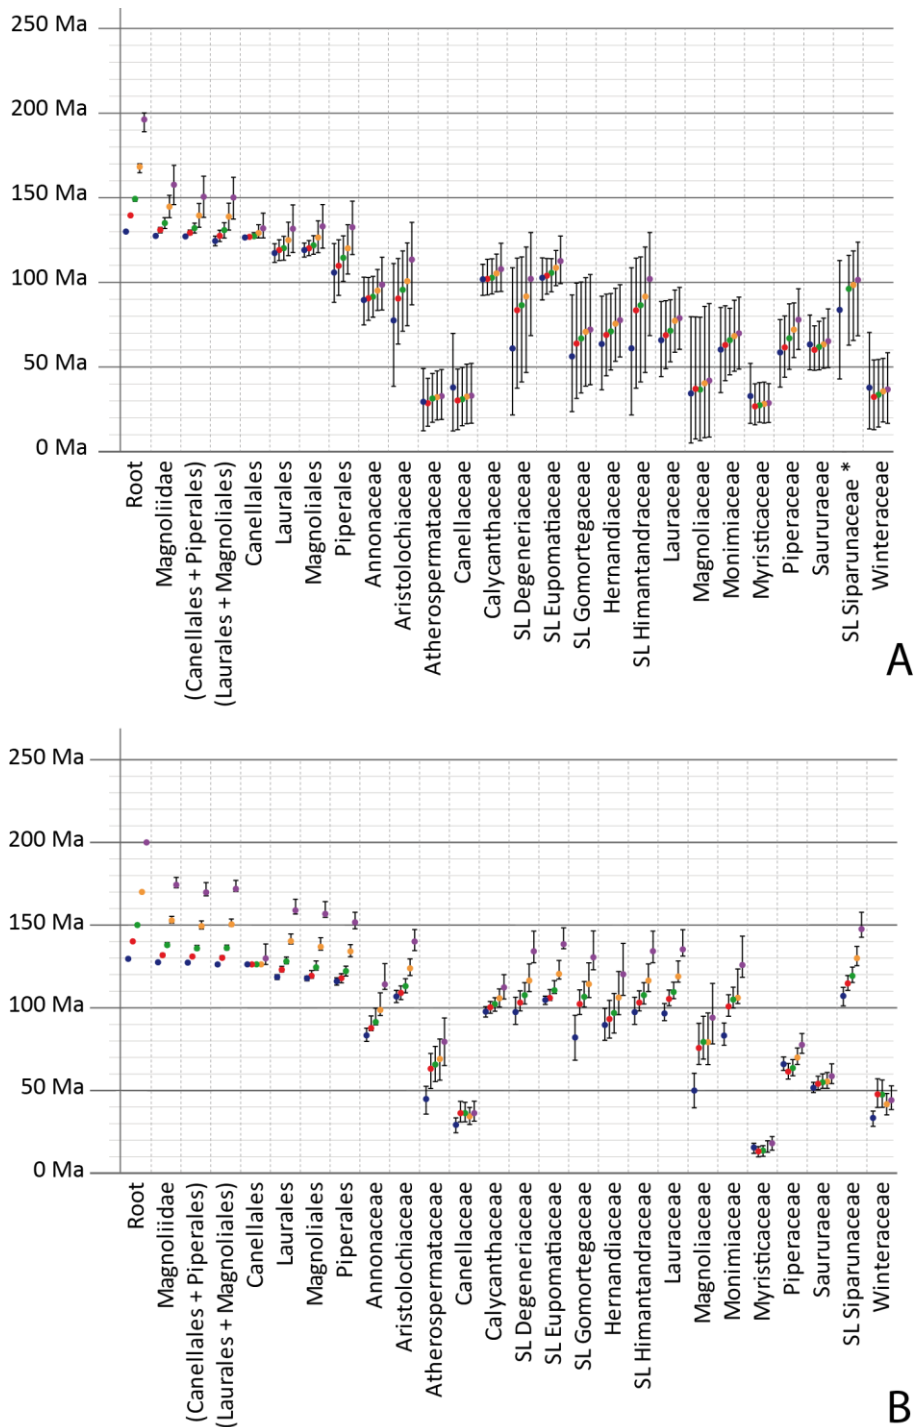 250 Ma
200 Ma
150 Ma
100 Ma
50 Ma
0 Ma
Root
Magnoliidae
(Canellales + Piperales)
(Laurales + Magnoliales)
Canellales
Laurales
Magnoliales
Piperales
Annonaceae
Aristolochiaceae
Atherospermataceae
Canellaceae
Calycanthaceae
SL Degeneriaceae
SL Eupomatiaceae
SL Gomortegaceae
Hernandiaceae
SL Himantandraceae
Lauraceae
Magnoliaceae
Monimiaceae
Myristicaceae
Piperaceae
Saururaeae
SL Siparunaceae *
Winteraceae
A
250 Ma
200 Ma
150 Ma
100 Ma
50 Ma
0 Ma
Root
Magnoliidae
(Canellales + Piperales)
(Laurales + Magnoliales)
Canellales
Laurales
Magnoliales
Piperales
Annonaceae
Aristolochiaceae
Atherospermataceae
Canellaceae
Calycanthaceae
SL Degeneriaceae
SL Eupomatiaceae
SL Gomortegaceae
Hernandiaceae
SL Himantandraceae
Lauraceae
Magnoliaceae
Monimiaceae
Myristicaceae
Piperaceae
Saururaeae
SL Siparunaceae
Winteraceae
B